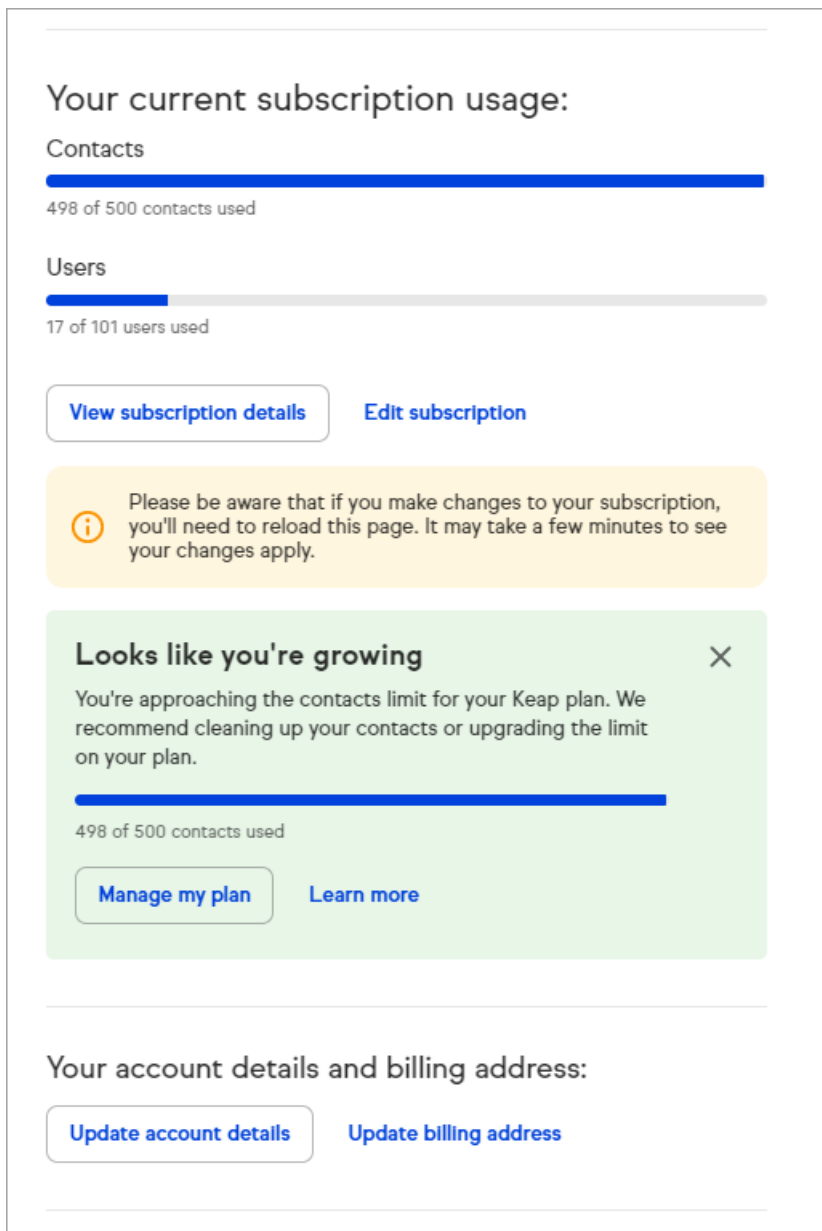 Your current subscription usage:
Contacts
498 of 500 contacts used
Users
17 of 101 users used
View subscription details Edit subscription
Please be aware that if you make changes to your subscription,
you'll need to reload this page. It may take a few minutes to see
your changes apply.
Looks like you're growing
You're approaching the contacts limit for your Keap plan. We
recommend cleaning up your contacts or upgrading the limit
on your plan.
498 of 500 contacts used
Manage my plan Learn more
Your account details and billing address:
Update account details Update billing address